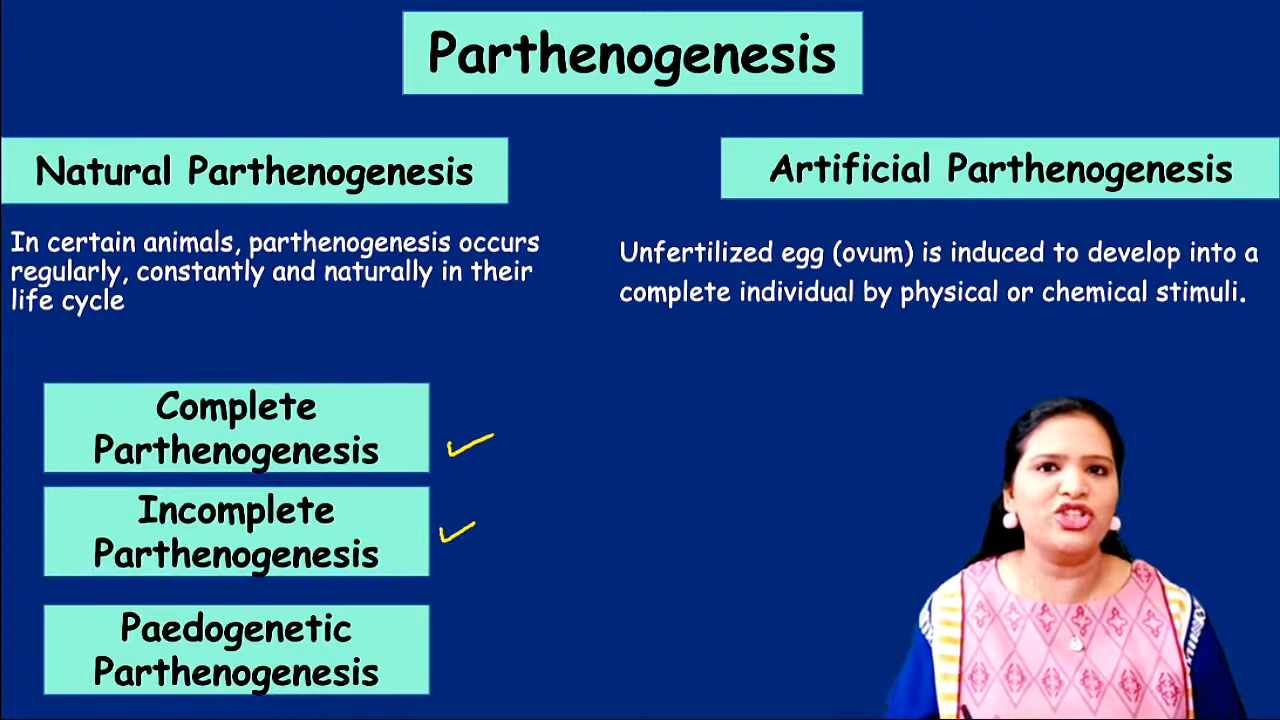 Parthenogenesis
Natural Parthenogenesis
In certain animals, parthenogenesis occurs
regularly, constantly and naturally in their
life cycle
Complete
Parthenogenesis
Incomplete
Parthenogenesis
Paedogenetic
Parthenogenesis
Artificial Parthenogenesis
Unfertilized egg (ovum) is induced to develop into a
complete individual by physical or chemical stimuli.